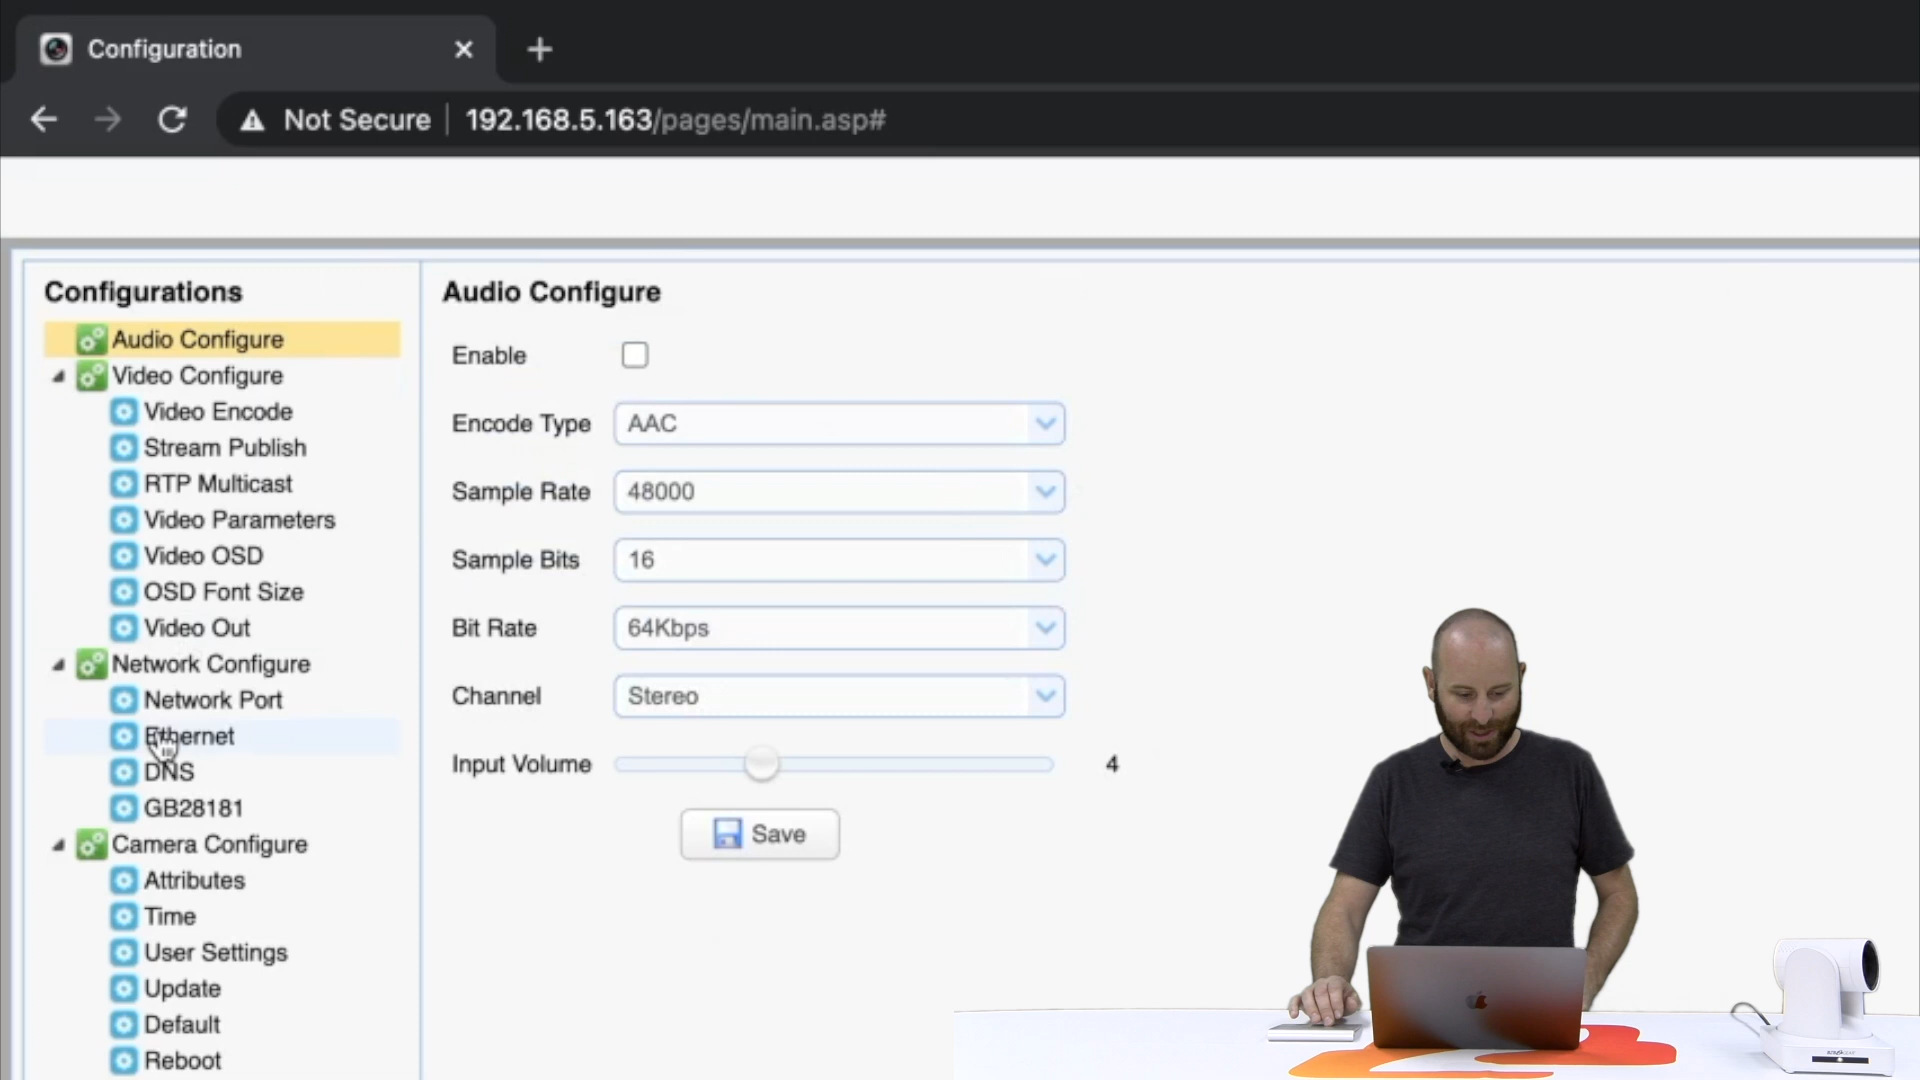 Configuration
Not Secure 192.168.5.163/pages/main.asp#
Configurations
Audio Configure
Video Configure
Video Encode
Stream Publish
RTP Multicast
Video Parameters
Video OSD
OSD Font Size
Video Out
Network Configure
Network Port
Ethernet
DNS
GB28181
Camera Configure
Attributes
Time
User Settings
Update
Default
Reboot
Audio Configure
Enable
Encode Type AAC
Sample Rate 48000
Sample Bits 16
Bit Rate 64Kbps
Channel Stereo
Input Volume 4
Save